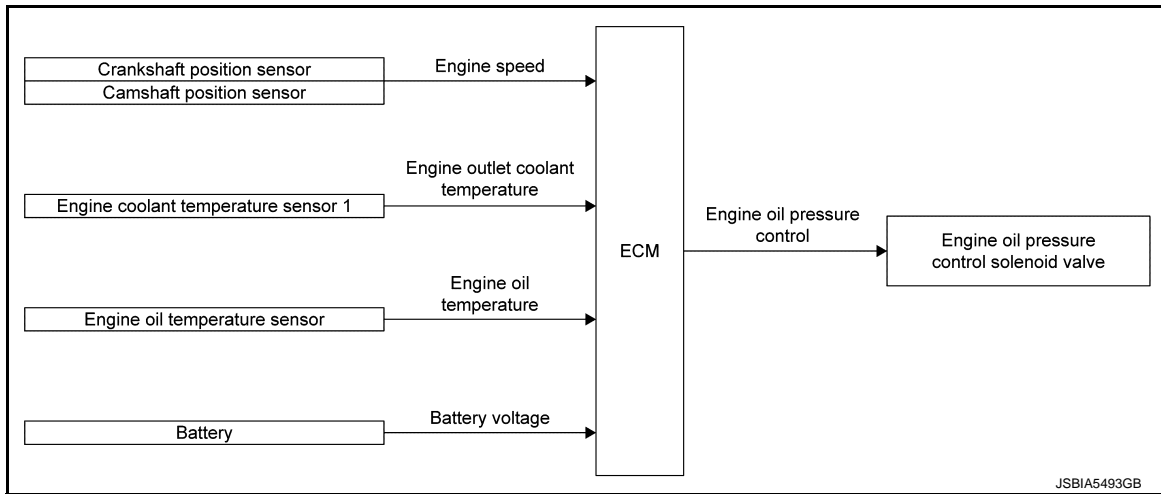 Crankshaft position sensor
Camshaft position sensor
Engine speed
Engine coolant temperature sensor 1
Engine outlet coolant
temperature
Engine oil temperature sensor
Engine oil
temperature
Battery
Battery voltage
ECM
Engine oil pressure
control
Engine oil pressure
control solenoid valve
JSBIA5493GB